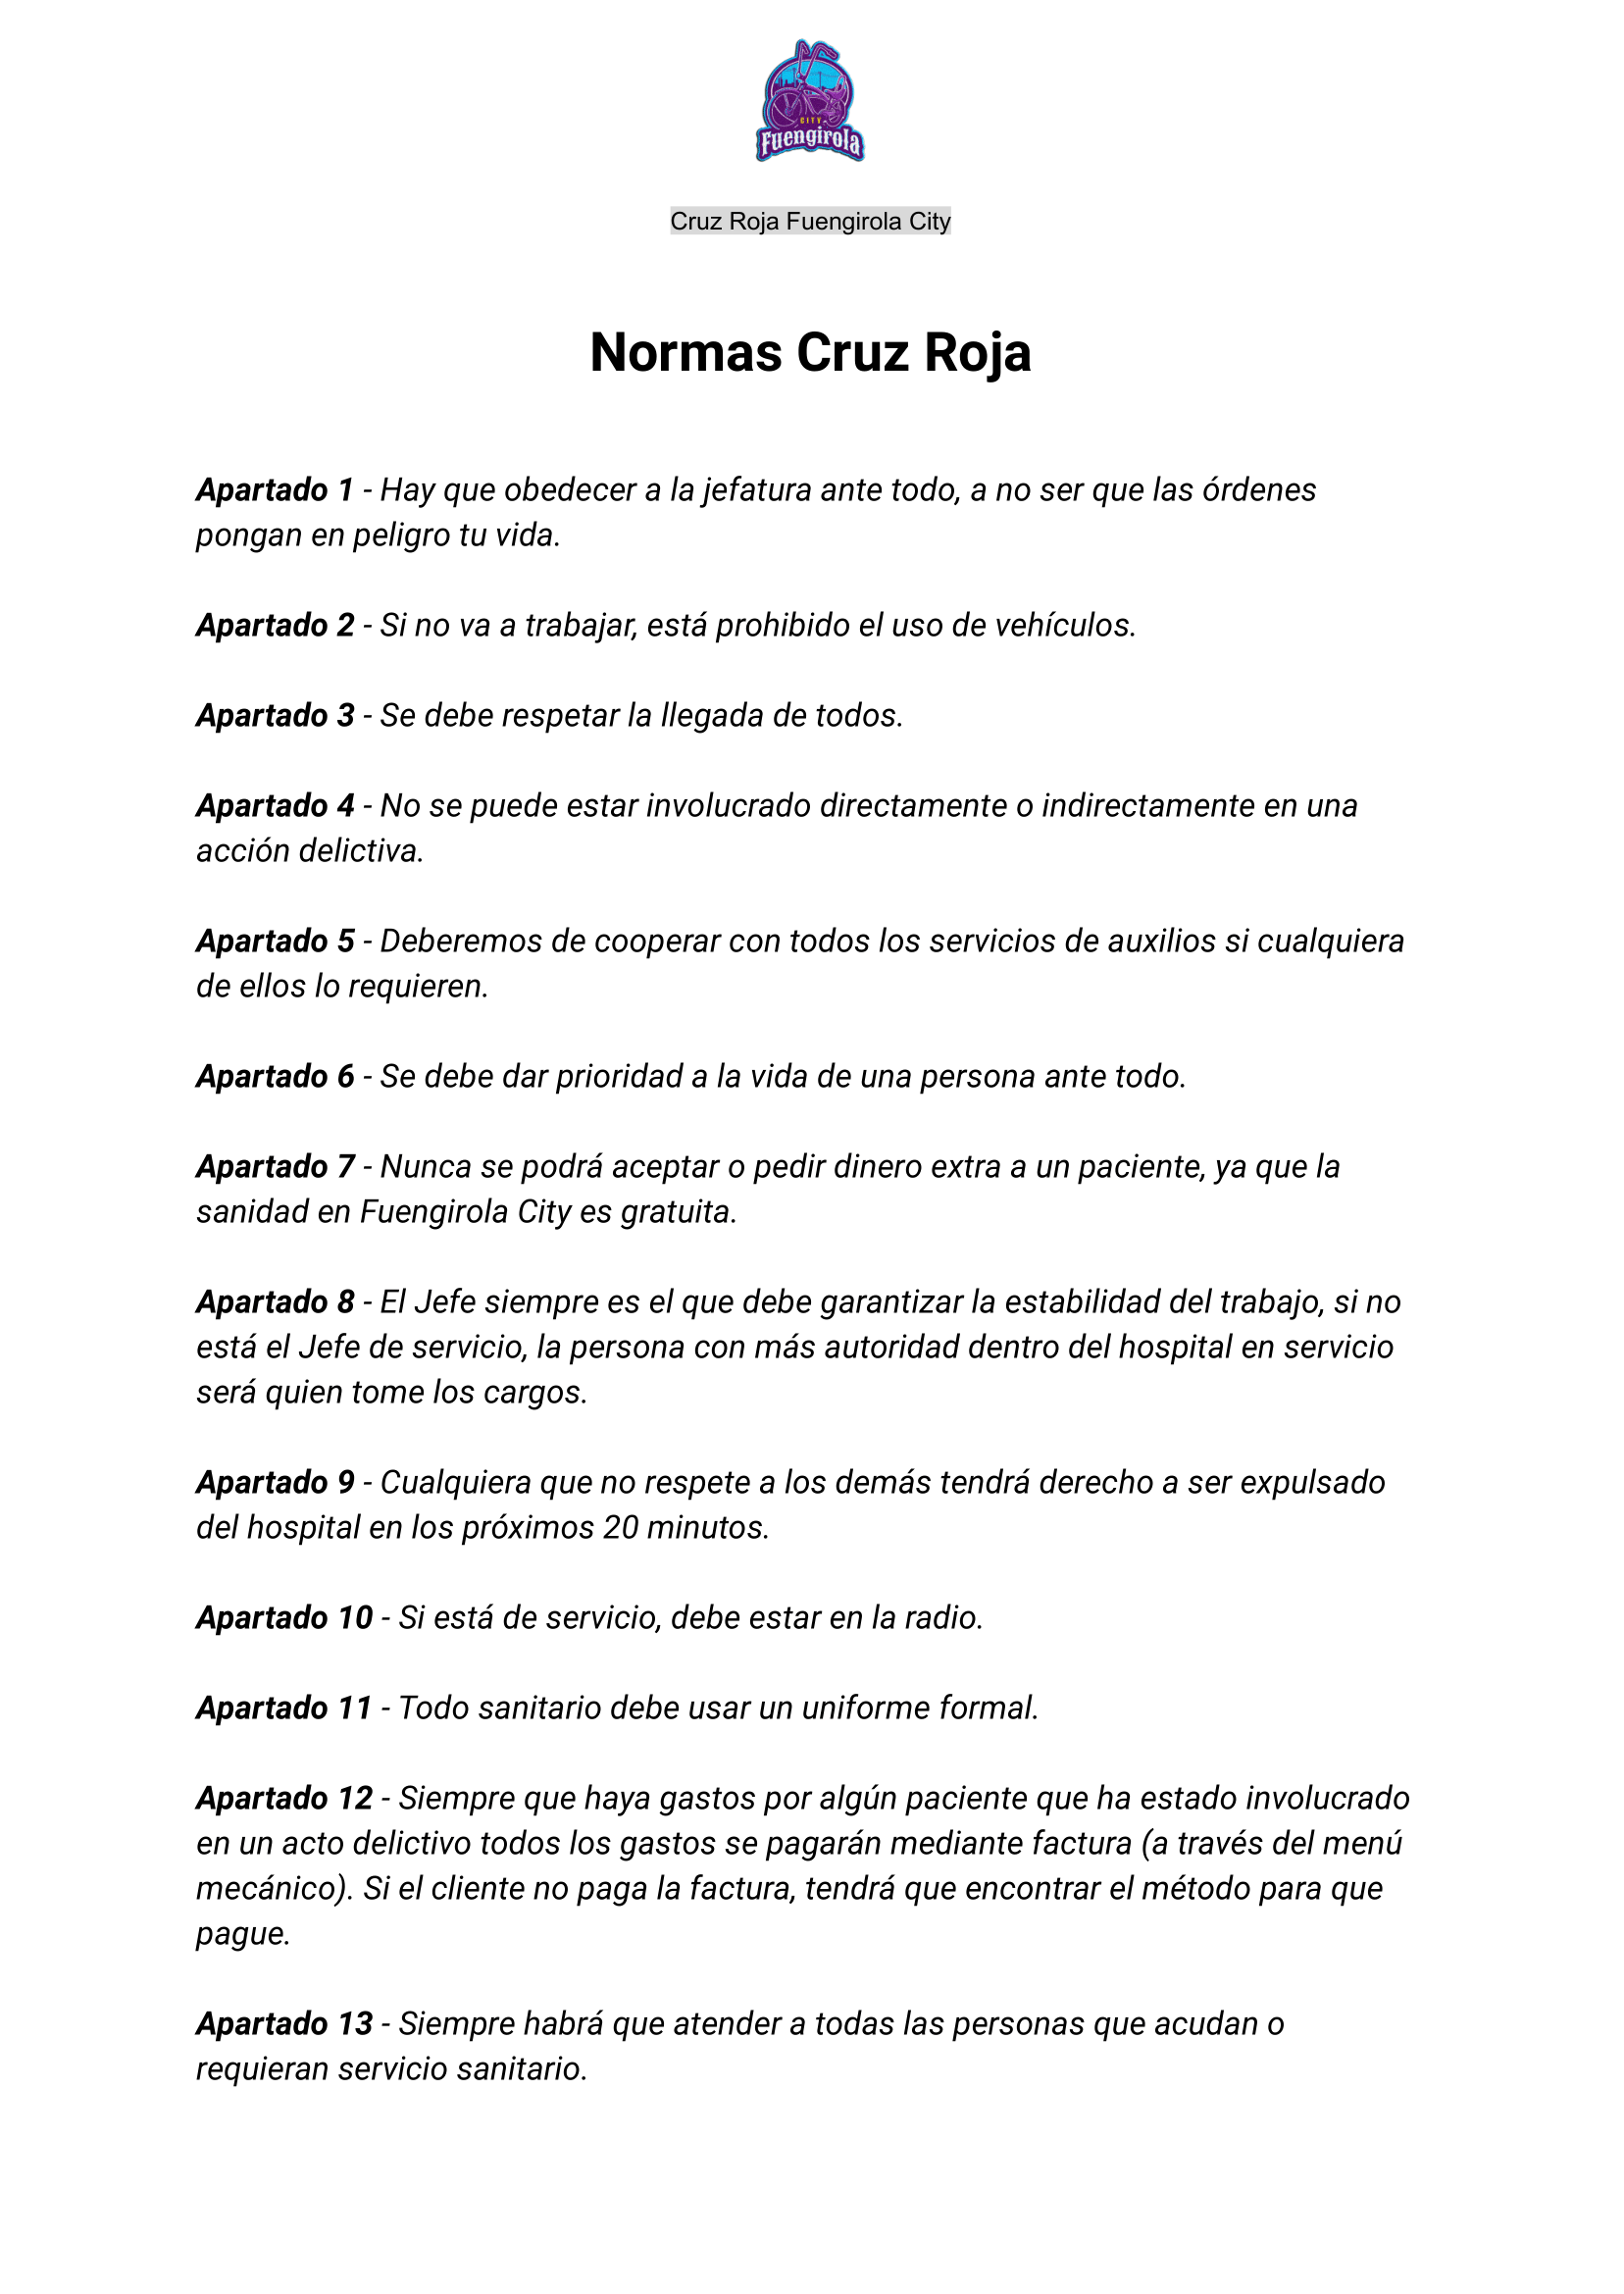 CITY
Fuengirola
Cruz Roja Fuengirola City
Normas Cruz Roja
Apartado 1 - Hay que obedecer a la jefatura ante todo, a no ser que las órdenes
pongan en peligro tu vida.
Apartado 2 - Si no va a trabajar, está prohibido el uso de vehículos.
Apartado 3 - Se debe respetar la llegada de todos.
Apartado 4 - No se puede estar involucrado directamente o indirectamente en una
acción delictiva.
Apartado 5 - Deberemos de cooperar con todos los servicios de auxilios si cualquiera
de ellos lo requieren.
Apartado 6 - Se debe dar prioridad a la vida de una persona ante todo.
Apartado 7 - Nunca se podrá aceptar o pedir dinero extra a un paciente, ya que la
sanidad en Fuengirola City es gratuita.
Apartado 8 - El Jefe siempre es el que debe garantizar la estabilidad del trabajo, si no
está el Jefe de servicio, la persona con más autoridad dentro del hospital en servicio
será quien tome los cargos.
Apartado 9 - Cualquiera que no respete a los demás tendrá derecho a ser expulsado
del hospital en los próximos 20 minutos.
Apartado 10 - Si está de servicio, debe estar en la radio.
Apartado 11 - Todo sanitario debe usar un uniforme formal.
Apartado 12 - Siempre que haya gastos por algún paciente que ha estado involucrado
en un acto delictivo todos los gastos se pagarán mediante factura (a través del menú
mecánico). Si el cliente no paga la factura, tendrá que encontrar el método para que
pague.
Apartado 13 - Siempre habrá que atender a todas las personas que acudan o
requieran servicio sanitario.